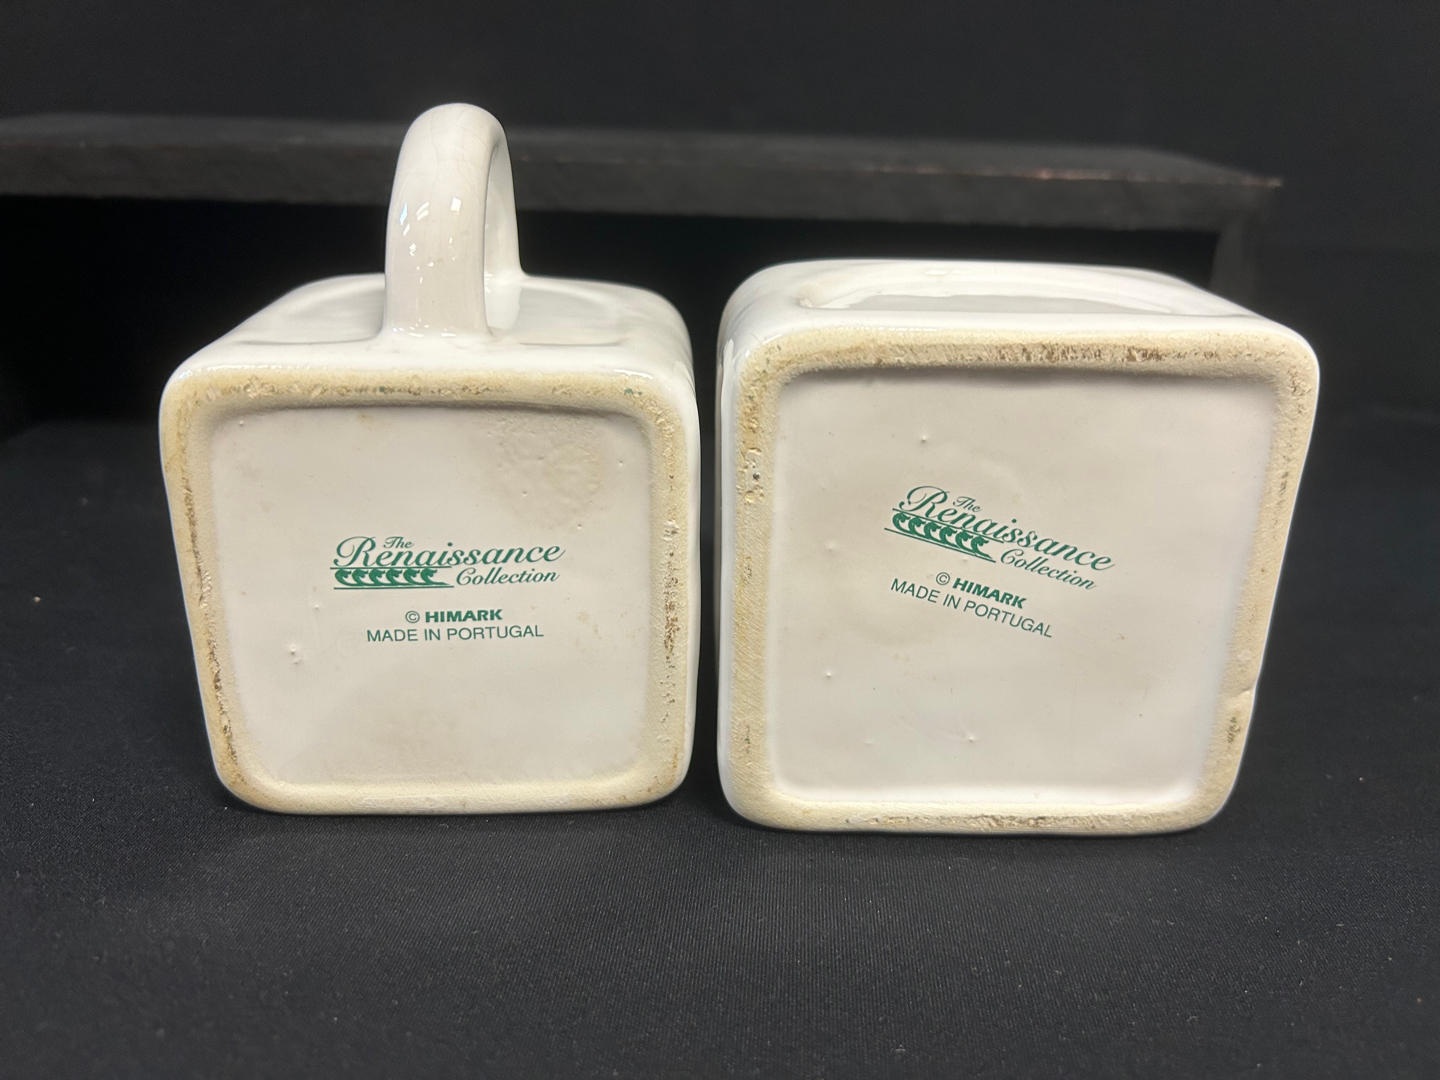 The
Renaissance
Collection
© HIMARK
MADE IN PORTUGAL
The
Renaissance
Collection
© HIMARK
MADE IN PORTUGAL